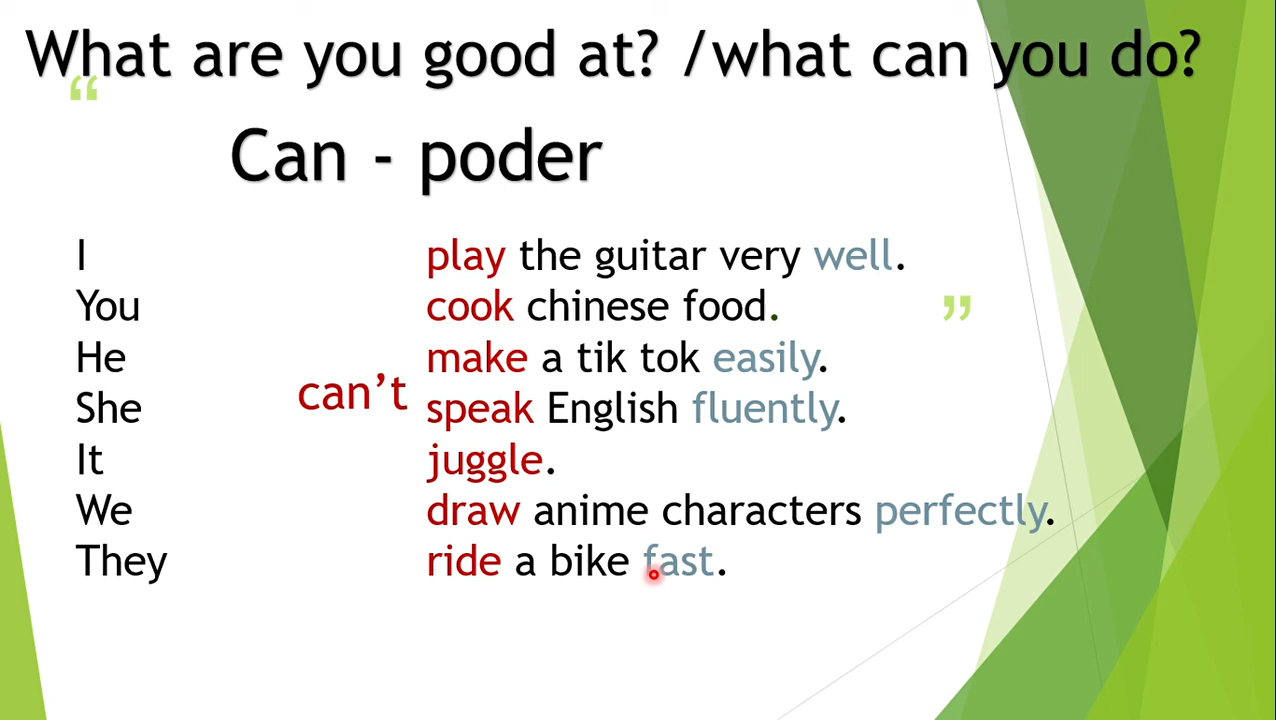 What are you good at? /what can you do?
“
Can - poder
I play the guitar very well.
You cook chinese food.
”
He make a tik tok easily.
can’t
She speak English fluently.
It juggle.
We draw anime characters perfectly.
They ride a bike fast.